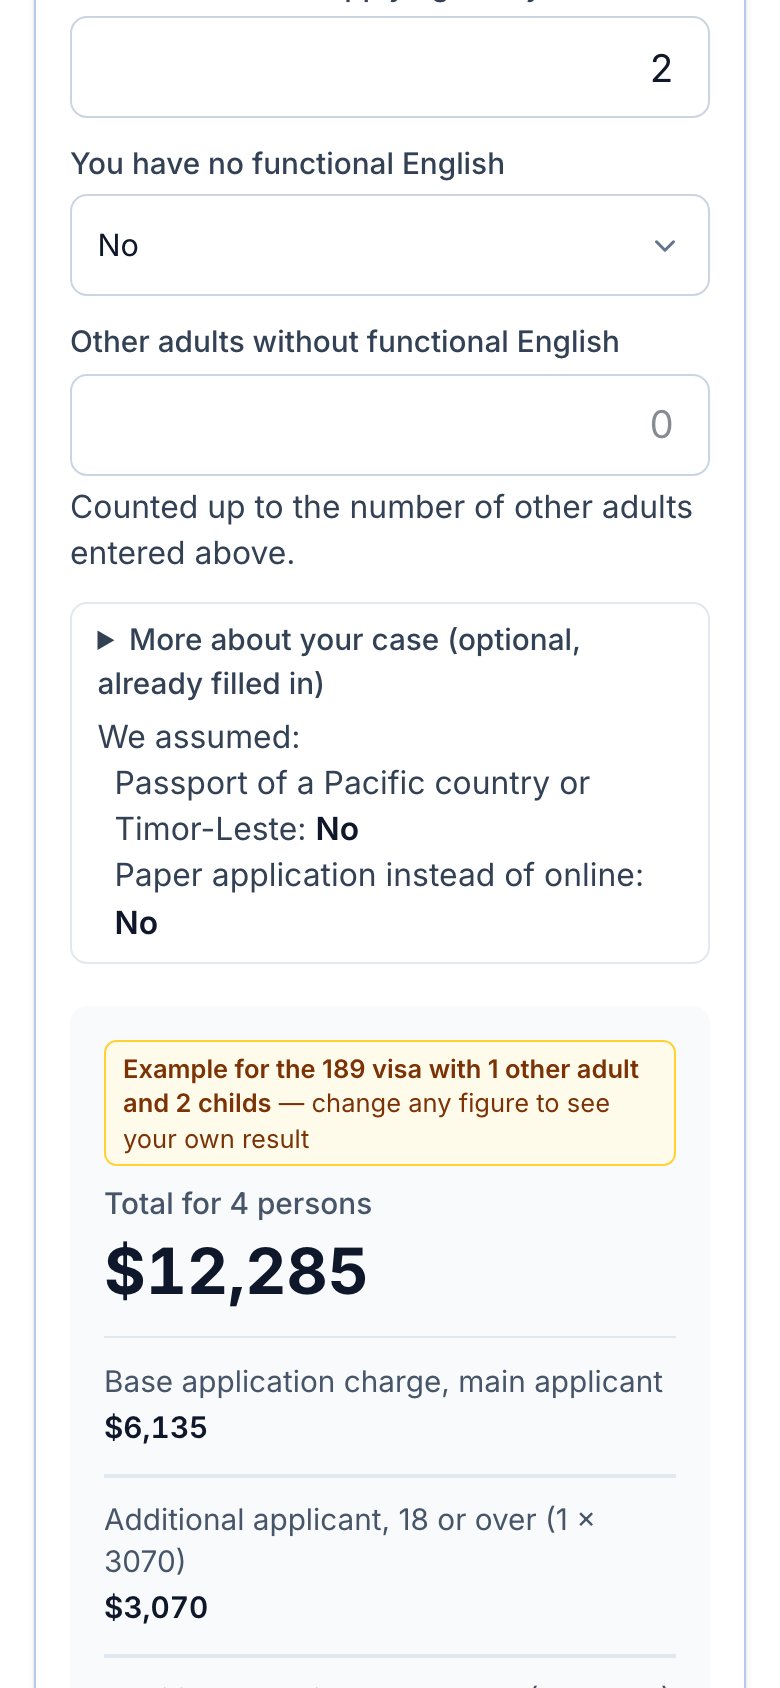 2
You have no functional English
No
Other adults without functional English
0
Counted up to the number of other adults
entered above.
▶ More about your case (optional,
already filled in)
We assumed:
Passport of a Pacific country or
Timor-Leste: No
Paper application instead of online:
No
Example for the 189 visa with 1 other adult
and 2 childs — change any figure to see
your own result
Total for 4 persons
$12,285
Base application charge, main applicant
$6,135
Additional applicant, 18 or over (1 ×
3070)
$3,070